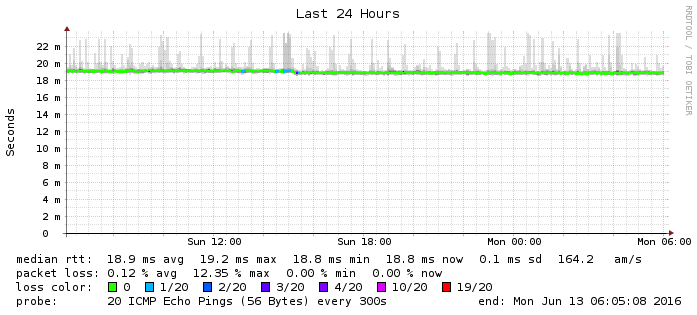 Last 24 Hours
RRDTOOL / TOBI OETIKER
Seconds
22 m
20 m
18 m
16 m
14 m
12 m
10 m
8 m
6 m
4 m
2 m
0
Sun 12:00 Sun 18:00 Mon 00:00 Mon 06:00
median rtt: 18.9 ms avg 19.2 ms max 18.8 ms min 18.8 ms now 0.1 ms sd 164.2 am/s
packet loss: 0.12 % avg 12.35 % max 0.00 % min 0.00 % now
loss color: 0 1/20 2/20 3/20 4/20 10/20 19/20
probe: 20 ICMP Echo Pings (56 Bytes) every 300s end: Mon Jun 13 06:05:08 2016